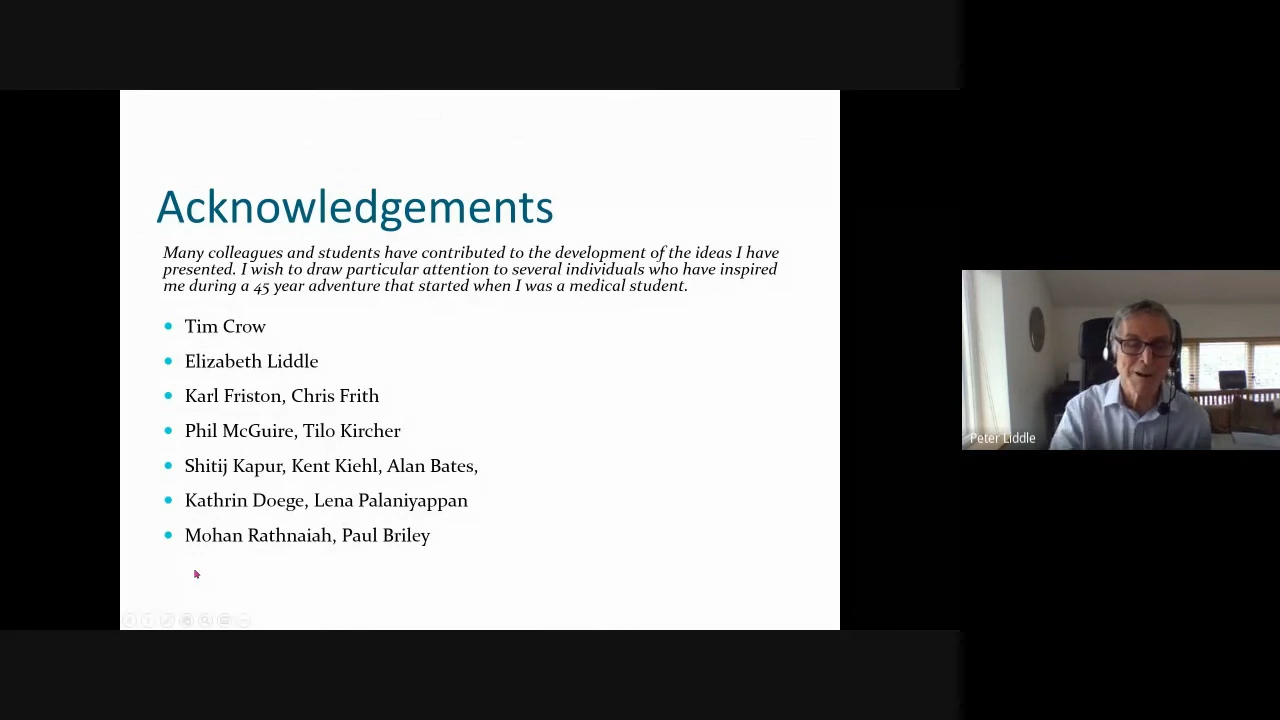 Acknowledgements
Many colleagues and students have contributed to the development of the ideas I have
presented. I wish to draw particular attention to several individuals who have inspired
me during a 45 year adventure that started when I was a medical student.
Tim Crow
Elizabeth Liddle
Karl Friston, Chris Frith
Phil McGuire, Tilo Kircher
Shitij Kapur, Kent Kiehl, Alan Bates,
Kathrin Doege, Lena Palaniyappan
Mohan Rathnaiah, Paul Briley
Peter Liddle